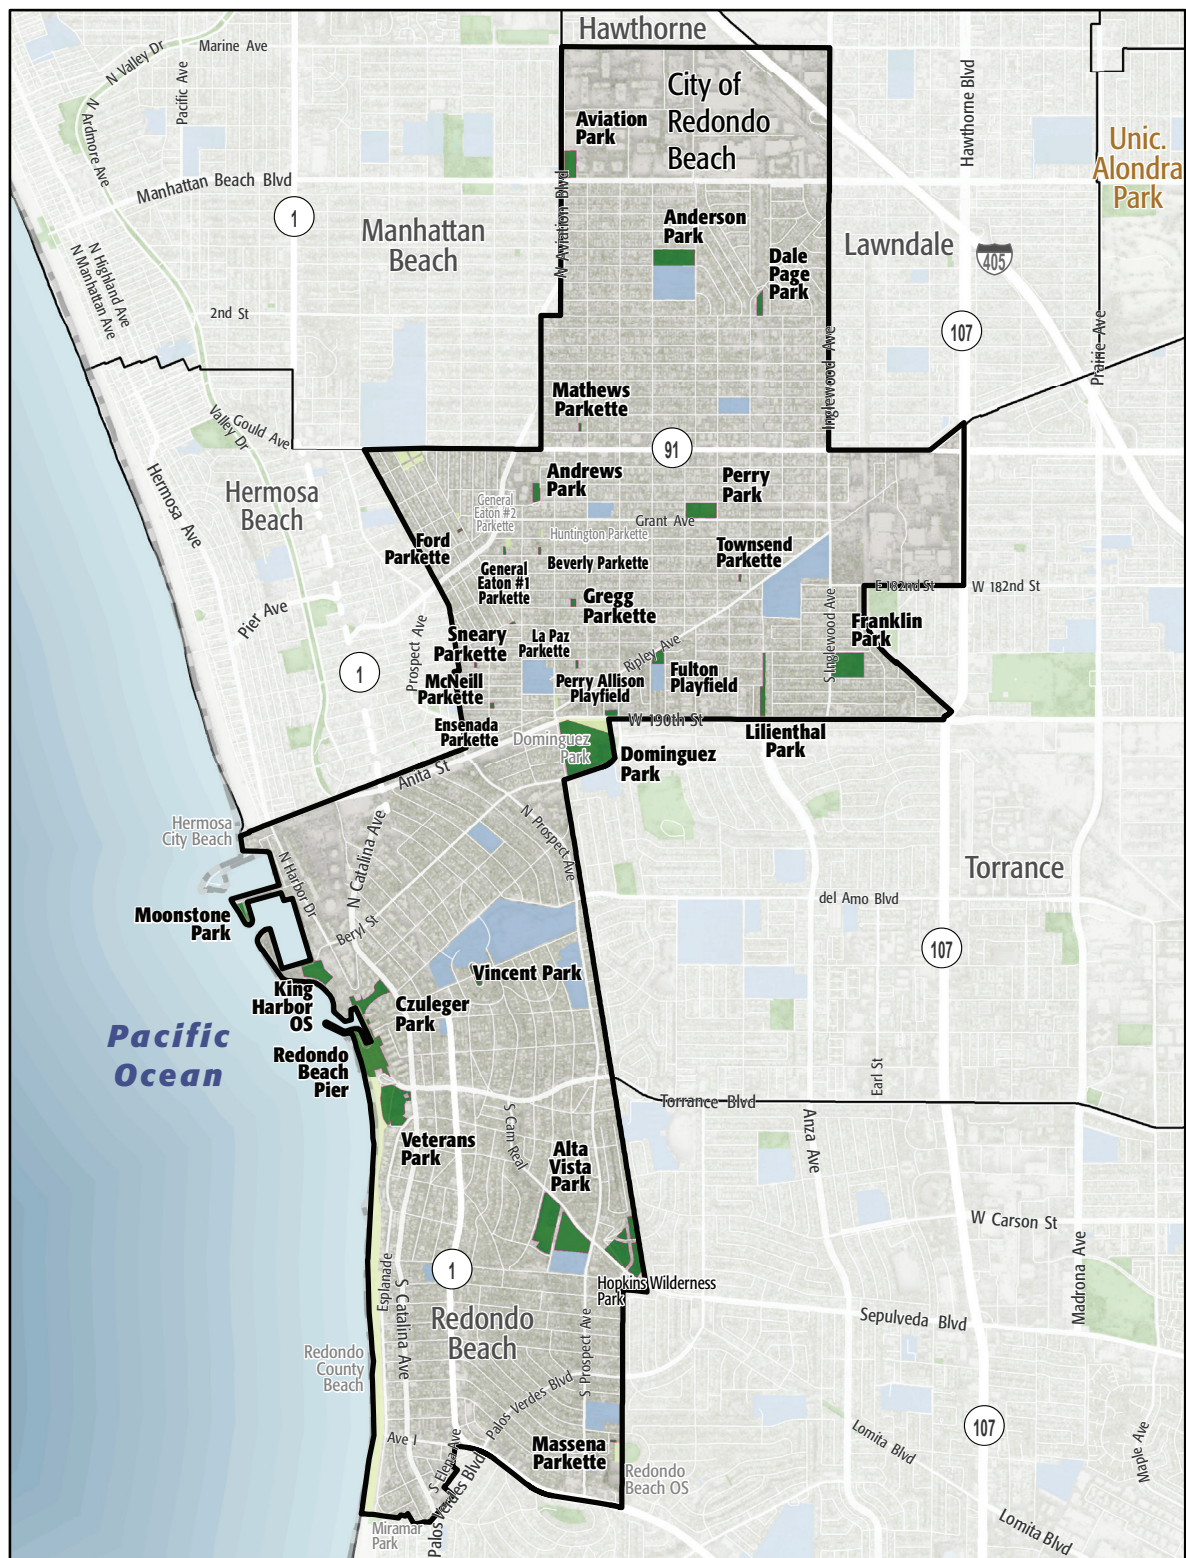 Hawthorne
Marine Ave
N Valley Dr
Pacific Ave
N Ardmore Ave
Hawthorne Blvd
City of
Redondo
Beach
Aviation
Park
Unic.
Alondra
Park
Manhattan Beach Blvd
1
Manhattan
Beach
N Aviation Blvd
Anderson
Park
Lawndale
405
Dale
Page
Park
N Highland Ave
N Manhattan Ave
2nd St
107
Prairie Ave
Inglewood Ave
Mathews
Parkette
Gould Ave
Valley Dr
91
Hermosa Ave
Hermosa
Beach
Andrews
Park
Perry
Park
General
Eaton #2
Parkette
Grant Ave
Huntington Parkette
Ford
Parkette
Townsend
Parkette
General
Eaton #1
Parkette
Beverly Parkette
E 182nd St
W 182nd St
Gregg
Parkette
Pier Ave
Prospect Ave
Sneary
Parkette
La Paz
Parkette
Ripley Ave
S Inglewood Ave
Franklin
Park
1
McNeill
Parkette
Perry Allison
Playfield
Fulton
Playfield
Ensenada
Parkette
W 190th St
Dominguez
Park
Lilienthal
Park
Dominguez
Park
Anita St
Hermosa
City Beach
N Harbor Dr
N Catalina Ave
N Prospect Ave
Torrance
del Amo Blvd
Moonstone
Park
Beryl St
107
Vincent Park
King
Harbor
OS
Czuleger
Park
Pacific
Ocean
Redondo
Beach
Pier
Earl St
Torrance Blvd
Veterans
Park
S Cam Real
Alta
Vista
Park
Anza Ave
W Carson St
Madrona Ave
Esplanade
S Catalina Ave
1
Hopkins Wilderness
Park
Redondo
Beach
Sepulveda Blvd
Redondo
County
Beach
S Prospect Ave
Palos Verdes Blvd
107
Ave I
S Elena Ave
Massena
Parkette
Lomita Blvd
Maple Ave
Redondo
Beach OS
Palos Verdes Blvd
Miramar
Park
Lomita Blvd